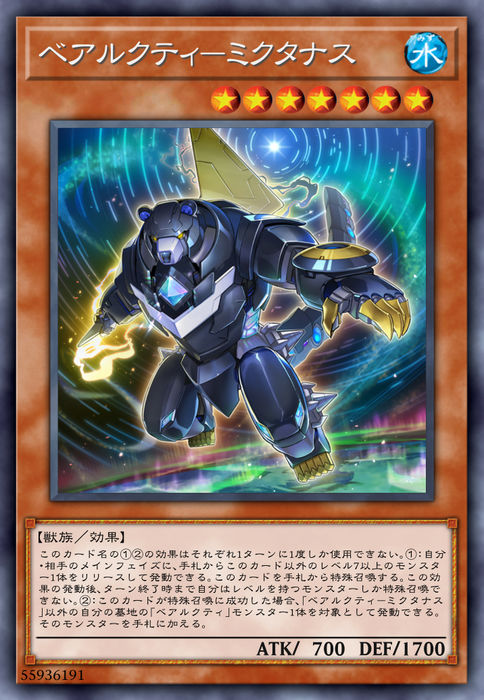 ベアルクティーミクタナス
みず
水
【獣族／効果】
このカード名の①②の効果はそれぞれ1ターンに1度しか使用できない。①:自分
・相手のメインフェイズに、手札からこのカード以外のレベル7以上のモンスタ
ー1体をリリースして発動できる。このカードを手札から特殊召喚する。この効
果の発動後、ターン終了時まで自分はレベルを持つモンスターしか特殊召喚で
きない。②:このカードが特殊召喚に成功した場合、「ベアルクティーミクタナス
」以外の自分の墓地の「ベアルクティ」モンスター1体を対象として発動できる。
そのモンスターを手札に加える。
ATK/ 700 DEF/1700
55936191